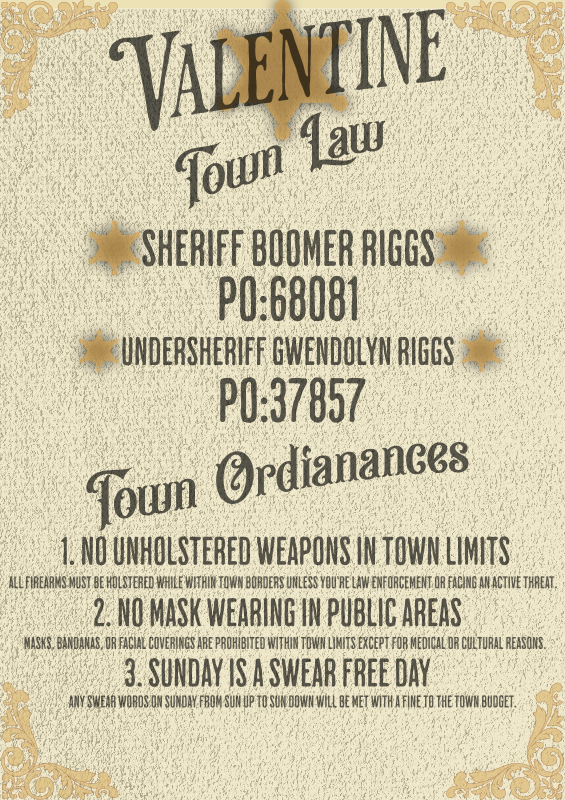 VALENTINE
Town Law
SHERIFF BOOMER RIGGS
PO:68081
UNDERSHERIFF GWENDOLYN RIGGS
PO:37857
Town Ordianances
1. NO UNHOLSTERED WEAPONS IN TOWN LIMITS
ALL FIREARMS MUST BE HOLSTERED WHILE WITHIN TOWN BORDERS UNLESS YOU'RE LAW ENFORCEMENT OR FACING AN ACTIVE THREAT.
2. NO MASK WEARING IN PUBLIC AREAS
MASKS, BANDANAS, OR FACIAL COVERINGS ARE PROHIBITED WITHIN TOWN LIMITS EXCEPT FOR MEDICAL OR CULTURAL REASONS.
3. SUNDAY IS A SWEAR FREE DAY
ANY SWEAR WORDS ON SUNDAY FROM SUN UP TO SUN DOWN WILL BE MET WITH A FINE TO THE TOWN BUDGET.